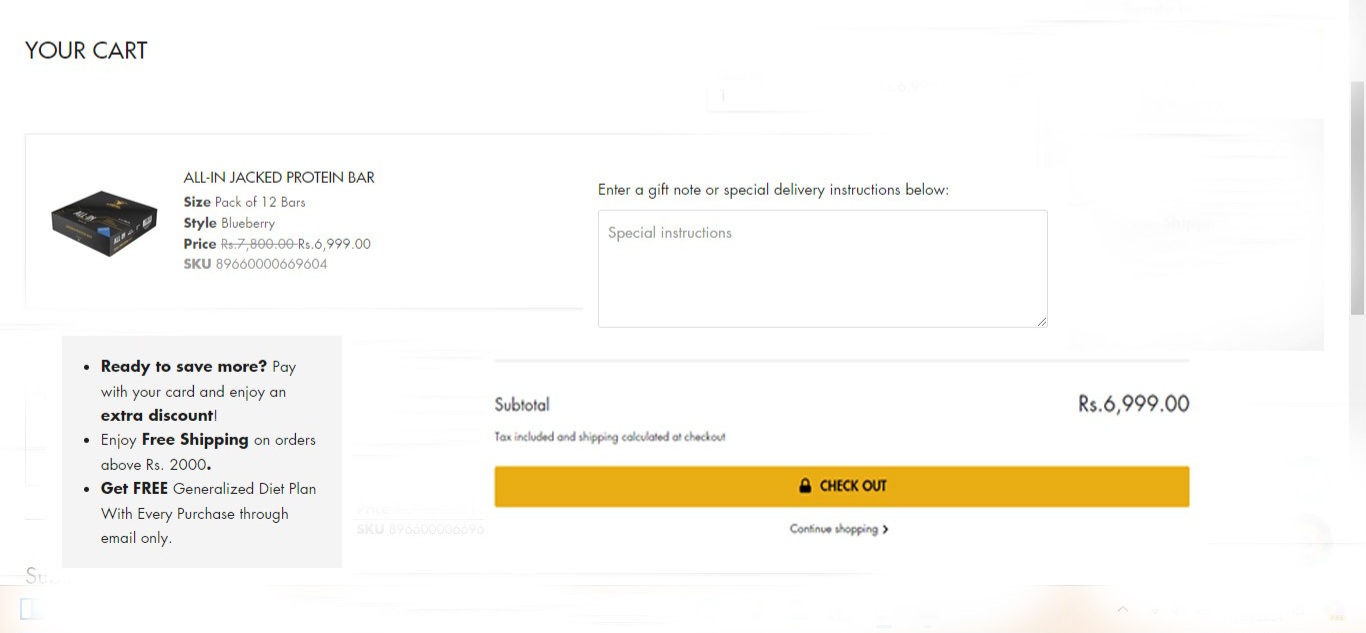 YOUR CART
ALL-IN JACKED PROTEIN BAR
Size Pack of 12 Bars
Style Blueberry
Price Rs.7,800.00 Rs.6,999.00
SKU 89660000669604
ALL-IN
Enter a gift note or special delivery instructions below:
Special instructions
• Ready to save more? Pay
with your card and enjoy an
extra discount!
• Enjoy Free Shipping on orders
above Rs. 2000.
• Get FREE Generalized Diet Plan
With Every Purchase through
email only.
Subtotal
Rs.6,999.00
Tax included and shipping calculated at checkout
CHECK OUT
Continue shopping
SKU 896600006696